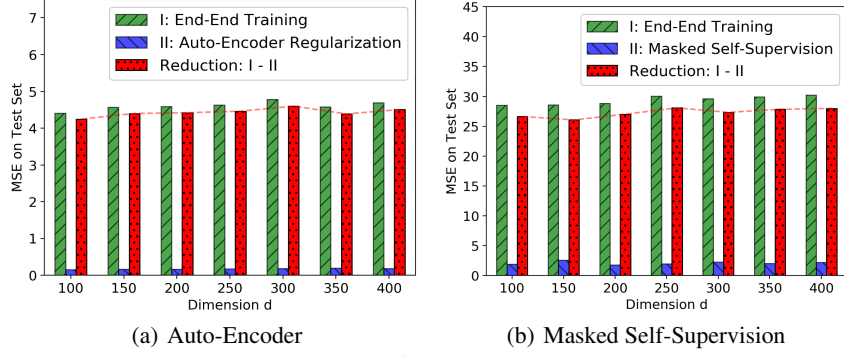 I: End-End Training
II: Auto-Encoder Regularization
Reduction: I - II
MSE on Test Set
7
6
5
4
3
2
1
0
100 150 200 250 300 350 400
Dimension d
(a) Auto-Encoder
I: End-End Training
II: Masked Self-Supervision
Reduction: I - II
MSE on Test Set
45
40
35
30
25
20
15
10
5
0
100 150 200 250 300 350 400
Dimension d
(b) Masked Self-Supervision